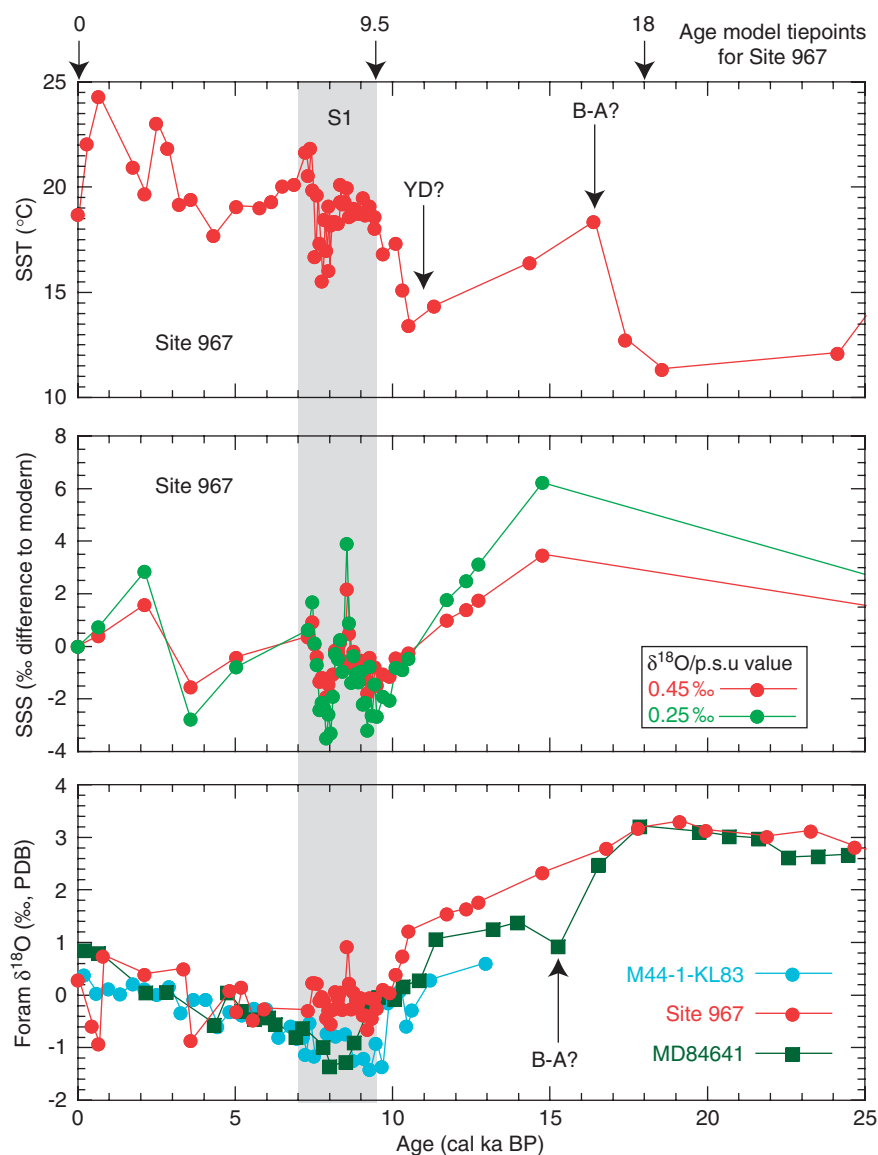 0
9.5
18
Age model tiepoints
for Site 967
25
20
15
10
SST (°C)
S1
YD?
B-A?
Site 967
8
6
4
2
0
-2
-4
SSS (‰ difference to modern)
Site 967
δ¹⁸O/p.s.u value
0.45‰
0.25‰
4
3
2
1
0
-1
-2
Foram δ¹⁸O (‰, PDB)
B-A?
M44-1-KL83
Site 967
MD84641
0
5
10
15
20
25
Age (cal ka BP)